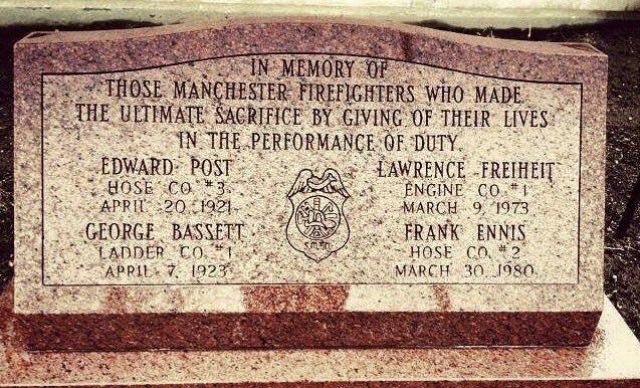 IN MEMORY OF
THOSE MANCHESTER FIREFIGHTERS WHO MADE
THE ULTIMATE SACRIFICE BY GIVING OF THEIR LIVES
IN THE PERFORMANCE OF DUTY.
EDWARD POST
HOSE CO #3
APRIL 20 1921
GEORGE BASSETT
LADDER CO. #1
APRIL 7, 1923
LAWRENCE FREIHEIT
ENGINE CO #1
MARCH 9, 1973
FRANK ENNIS
HOSE CO. #2
MARCH 30 1980